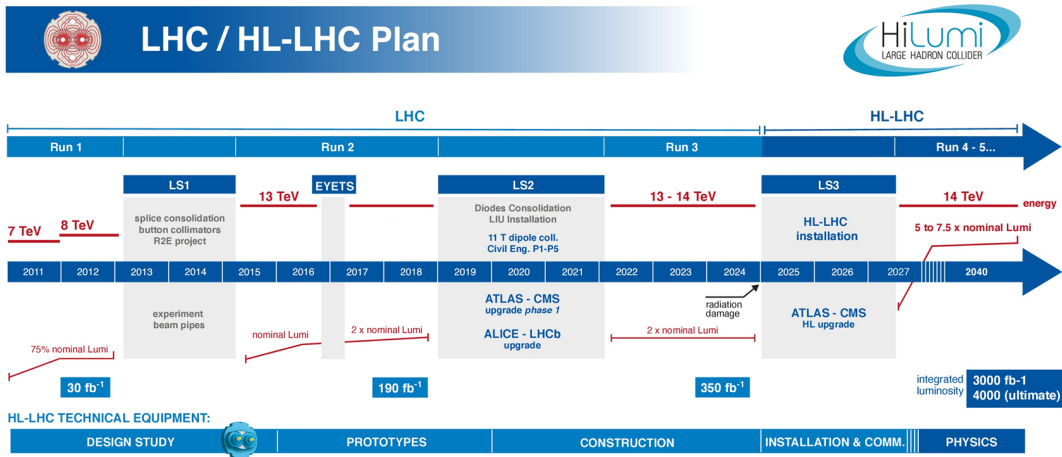 LHC / HL-LHC Plan
HiLumi
LARGE HADRON COLLIDER
LHC
HL-LHC
Run 1
Run 2
Run 3
Run 4 - 5...
LS1
EYETS
LS2
LS3
13 TeV
13 - 14 TeV
14 TeV
energy
7 TeV
8 TeV
splice consolidation
button collimators
R2E project
Diodes Consolidation
LIU Installation
11 T dipole coll.
Civil Eng. P1-P5
HL-LHC
installation
5 to 7.5 x nominal Lumi
2011
2012
2013
2014
2015
2016
2017
2018
2019
2020
2021
2022
2023
2024
2025
2026
2027
2040
experiment
beam pipes
ATLAS - CMS
upgrade phase 1
ALICE - LHCb
upgrade
radiation
damage
ATLAS - CMS
HL upgrade
75% nominal Lumi
nominal Lumi
2 x nominal Lumi
2 x nominal Lumi
30 fb-1
190 fb-1
350 fb-1
integrated
luminosity
3000 fb-1
4000 (ultimate)
HL-LHC TECHNICAL EQUIPMENT:
DESIGN STUDY
PROTOTYPES
CONSTRUCTION
INSTALLATION & COMM.
PHYSICS